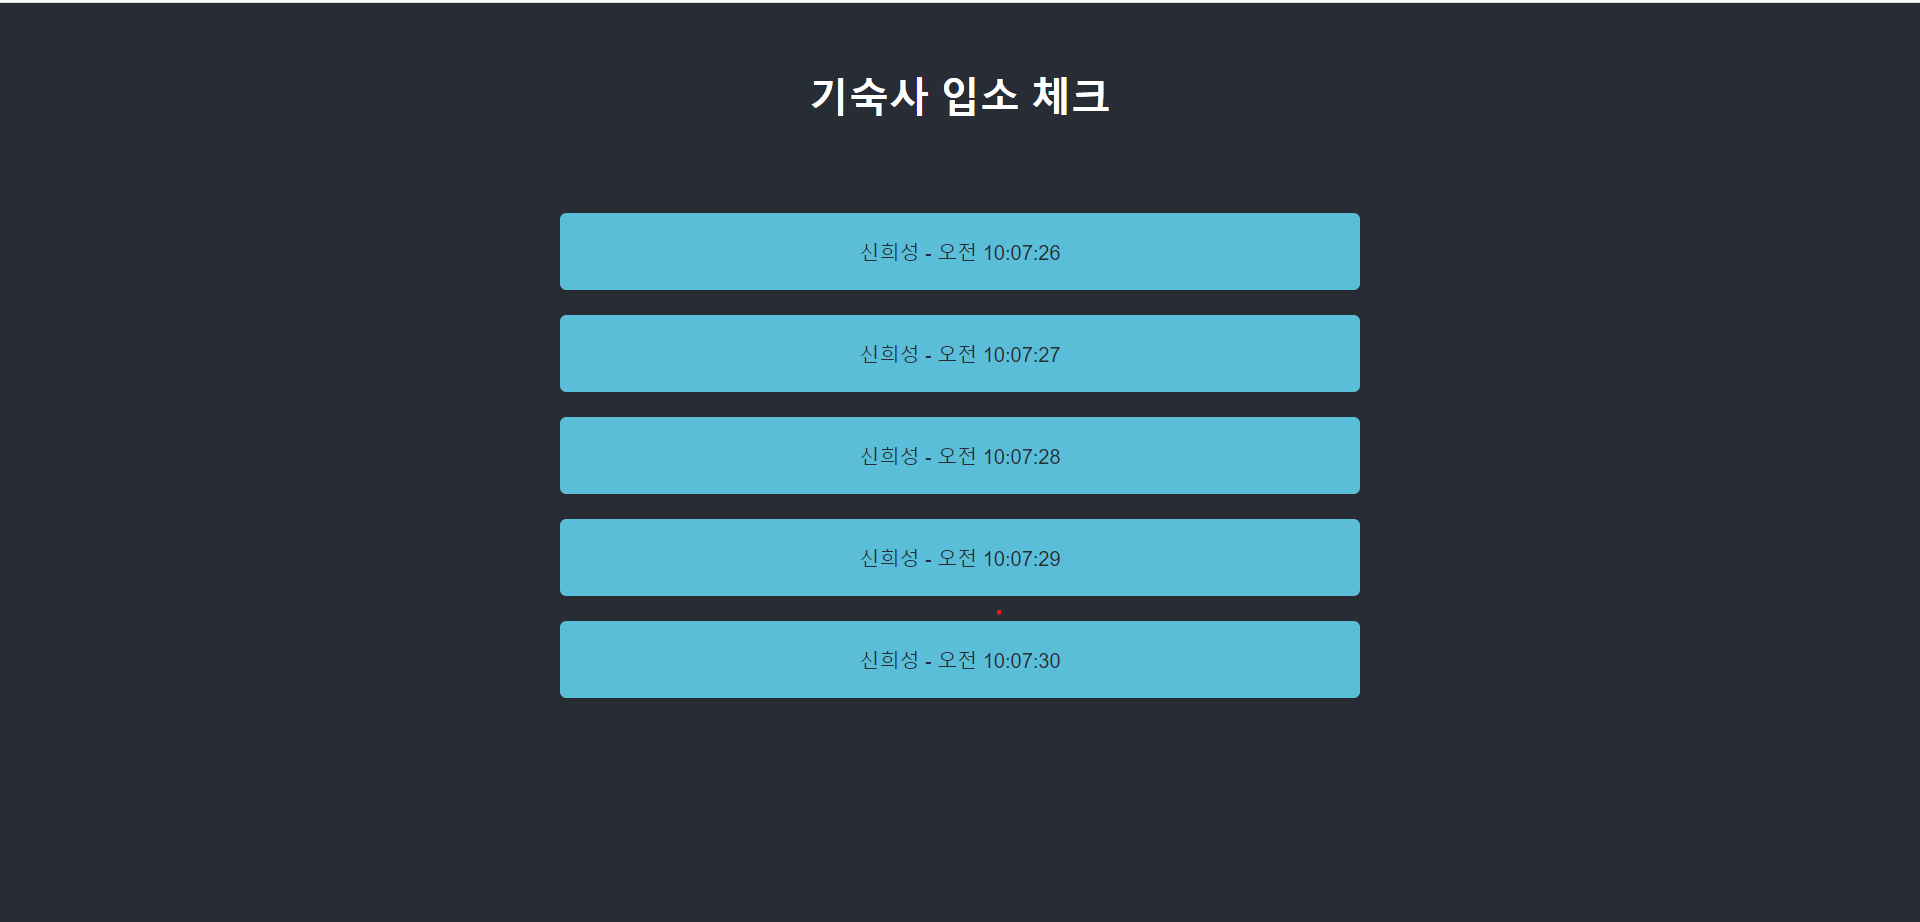 기숙사 입소 체크
신희성 - 오전 10:07:26
신희성 - 오전 10:07:27
신희성 - 오전 10:07:28
신희성 - 오전 10:07:29
신희성 - 오전 10:07:30